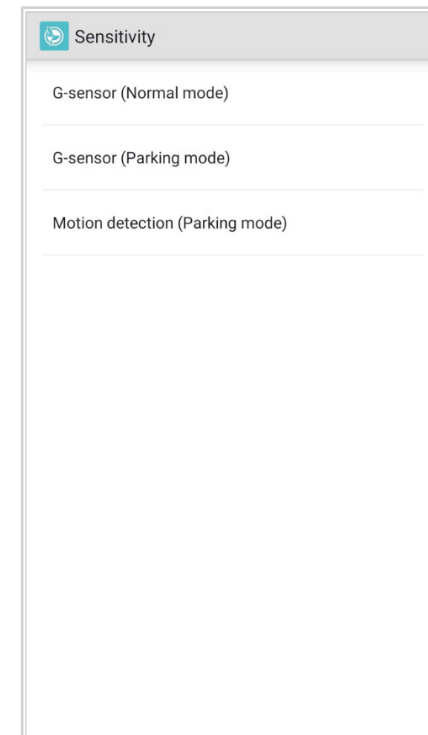 Sensitivity
G-sensor (Normal mode)
G-sensor (Parking mode)
Motion detection (Parking mode)